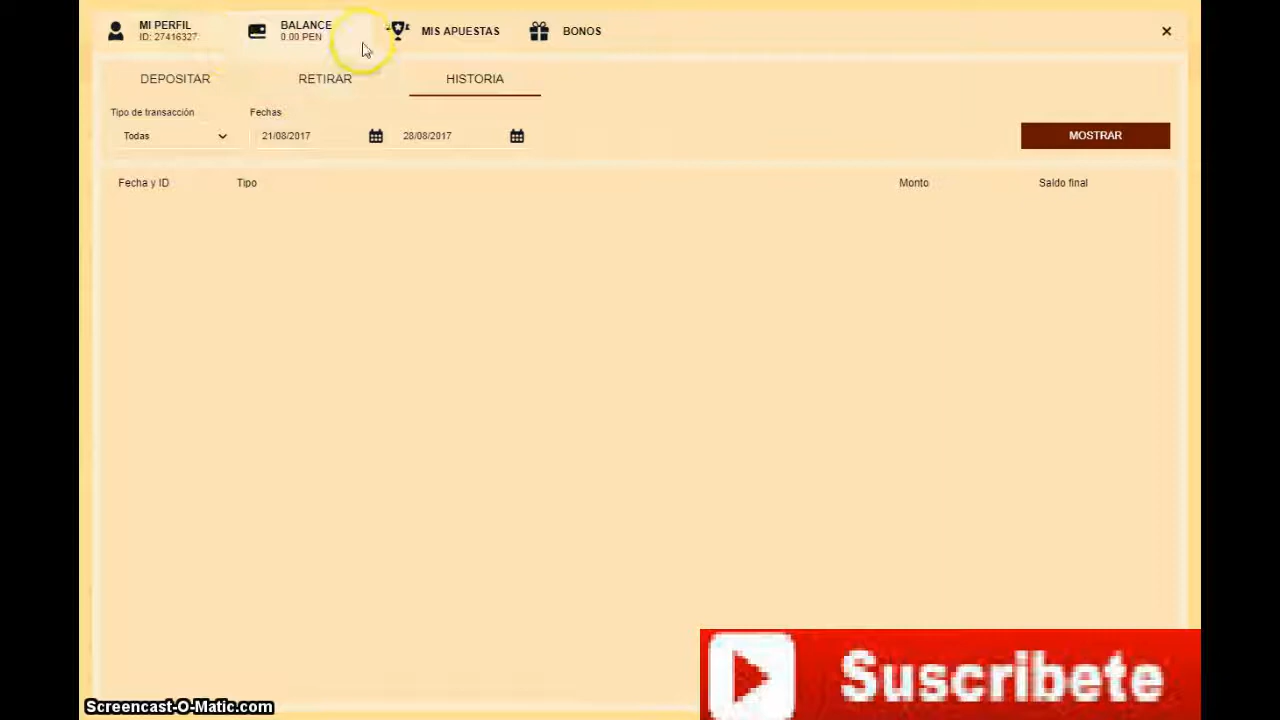 MI PERFIL
ID: 27416327
BALANCE
0.00 PEN
MIS APUESTAS
BONOS
DEPOSITAR
RETIRAR
HISTORIA
Tipo de transacción
Fechas
Todas
21/08/2017
28/08/2017
MOSTRAR
Fecha y ID
Tipo
Monto
Saldo final
Suscribete
Screencast-O-Matic.com